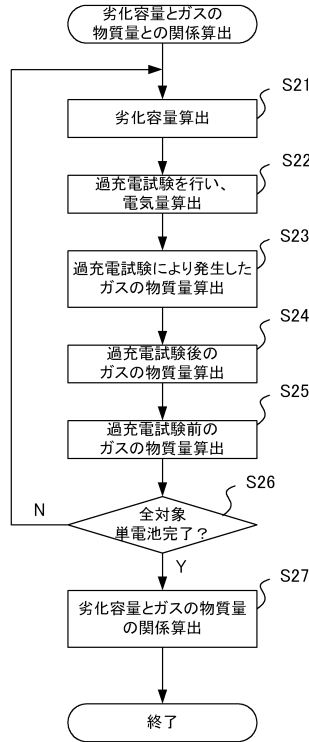 劣化容量とガスの
物質量との関係算出
S21
劣化容量算出
S22
過充電試験を行い、
電気量算出
S23
過充電試験により発生した
ガスの物質量算出
S24
過充電試験後の
ガスの物質量算出
S25
過充電試験前の
ガスの物質量算出
S26
N
全対象
単電池完了？
Y
S27
劣化容量とガスの物質量
の関係算出
終了